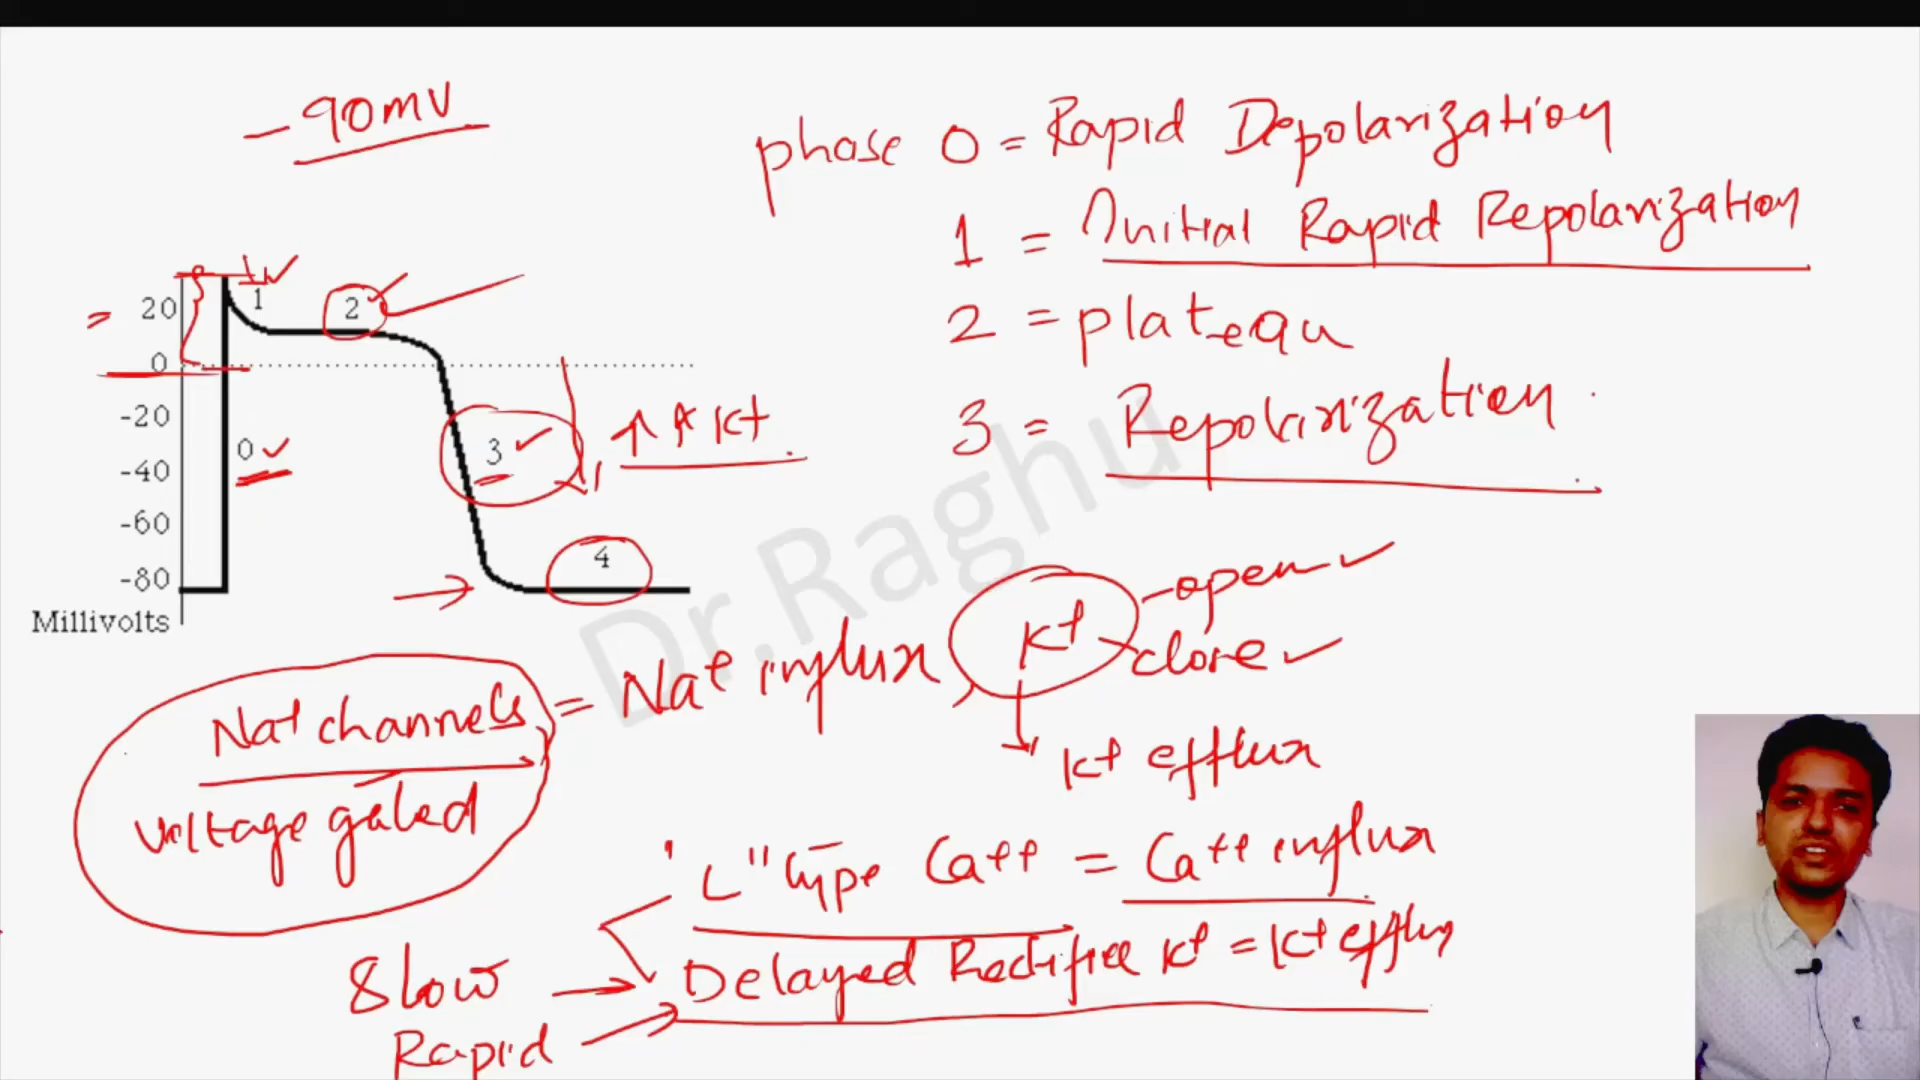 -90mv
phase 0 = Rapid Depolarization
1 = Initial Rapid Repolarization
2 = plateau
3 = Repolarization
20
0
-20
-40
-60
-80
Millivolts
1
2
0
3
4
↑↑ K+
Dr.Raghu
Na+ channels = Na+ influx, K+
voltage gated
open
close
K+ efflux
"L" type Ca++ = Ca++ influx
Delayed Rectifier K+ = K+ efflux
Slow
Rapid